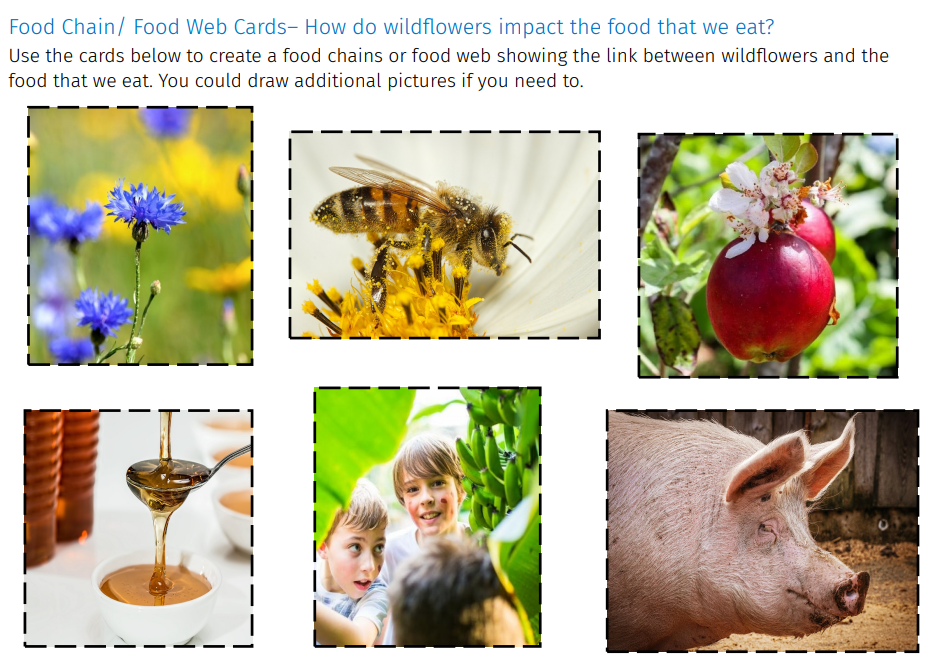 Food Chain/ Food Web Cards– How do wildflowers impact the food that we eat?
Use the cards below to create a food chains or food web showing the link between wildflowers and the
food that we eat. You could draw additional pictures if you need to.